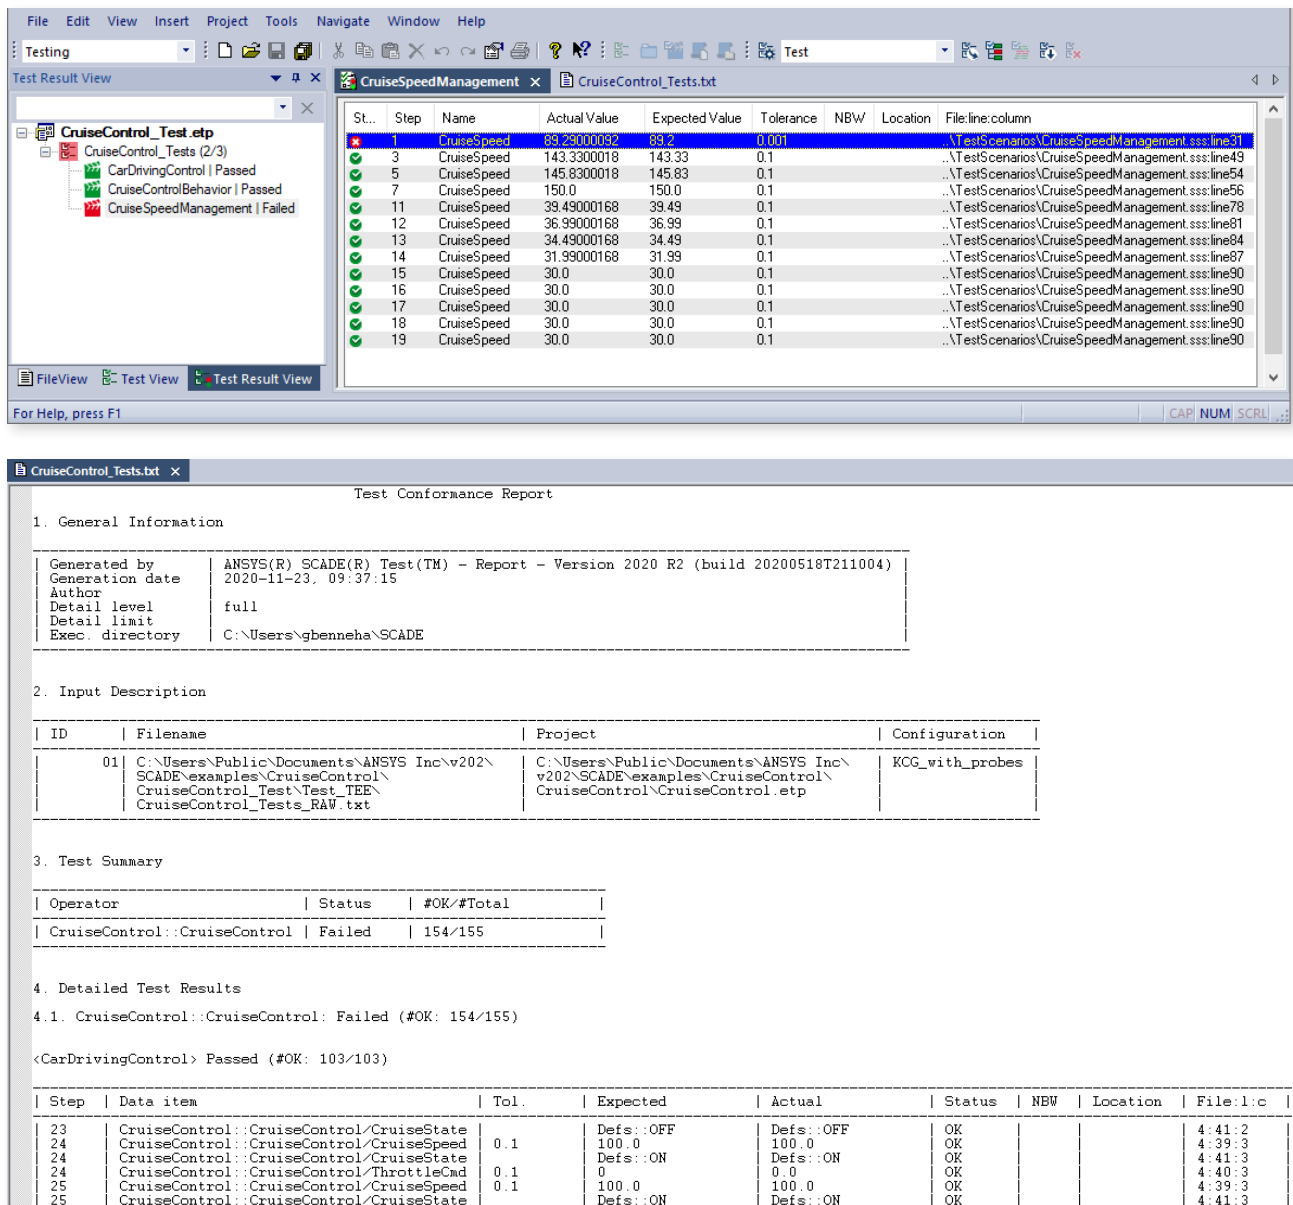 File Edit View Insert Project Tools Navigate Window Help
Testing Test
Test Result View
CruiseSpeedManagement CruiseControl_Tests.txt
CruiseControl_Test.etp
CruiseControl_Tests (2/3)
CarDrivingControl | Passed
CruiseControlBehavior | Passed
CruiseSpeedManagement | Failed
St... Step Name Actual Value Expected Value Tolerance NBW Location File:line:column
1 CruiseSpeed 89.29000092 89.2 0.001 ..\TestScenarios\CruiseSpeedManagement.sss:line31
3 CruiseSpeed 143.3300018 143.33 0.1 ..\TestScenarios\CruiseSpeedManagement.sss:line49
5 CruiseSpeed 145.8300018 145.83 0.1 ..\TestScenarios\CruiseSpeedManagement.sss:line54
7 CruiseSpeed 150.0 150.0 0.1 ..\TestScenarios\CruiseSpeedManagement.sss:line56
11 CruiseSpeed 39.49000168 39.49 0.1 ..\TestScenarios\CruiseSpeedManagement.sss:line78
12 CruiseSpeed 36.99000168 36.99 0.1 ..\TestScenarios\CruiseSpeedManagement.sss:line81
13 CruiseSpeed 34.49000168 34.49 0.1 ..\TestScenarios\CruiseSpeedManagement.sss:line84
14 CruiseSpeed 31.99000168 31.99 0.1 ..\TestScenarios\CruiseSpeedManagement.sss:line87
15 CruiseSpeed 30.0 30.0 0.1 ..\TestScenarios\CruiseSpeedManagement.sss:line90
16 CruiseSpeed 30.0 30.0 0.1 ..\TestScenarios\CruiseSpeedManagement.sss:line90
17 CruiseSpeed 30.0 30.0 0.1 ..\TestScenarios\CruiseSpeedManagement.sss:line90
18 CruiseSpeed 30.0 30.0 0.1 ..\TestScenarios\CruiseSpeedManagement.sss:line90
19 CruiseSpeed 30.0 30.0 0.1 ..\TestScenarios\CruiseSpeedManagement.sss:line90
FileView Test View Test Result View
For Help, press F1 CAP NUM SCRL
CruiseControl_Tests.txt
Test Conformance Report
1. General Information
| Generated by | ANSYS(R) SCADE(R) Test(TM) - Report - Version 2020 R2 (build 20200518T211004) |
| Generation date | 2020-11-23, 09:37:15 |
| Author | |
| Detail level | full |
| Detail limit | |
| Exec. directory | C:\Users\gbenneha\SCADE |
2. Input Description
| ID | Filename | Project | Configuration |
| 01| C:\Users\Public\Documents\ANSYS Inc\v202\ | C:\Users\Public\Documents\ANSYS Inc\ | KCG_with_probes |
| | SCADE\examples\CruiseControl\ | v202\SCADE\examples\CruiseControl\ | |
| | CruiseControl_Test\Test_TEE\ | CruiseControl\CruiseControl.etp | |
| | CruiseControl_Tests_RAW.txt | | |
3. Test Summary
| Operator | Status | #OK/#Total |
| CruiseControl::CruiseControl | Failed | 154/155 |
4. Detailed Test Results
4.1. CruiseControl::CruiseControl: Failed (#OK: 154/155)
<CarDrivingControl> Passed (#OK: 103/103)
| Step | Data item | Tol. | Expected | Actual | Status | NBW | Location | File:l:c |
| 23 | CruiseControl::CruiseControl/CruiseState | | Defs::OFF | Defs::OFF | OK | | | 4:41:2 |
| 24 | CruiseControl::CruiseControl/CruiseSpeed | 0.1 | 100.0 | 100.0 | OK | | | 4:39:3 |
| 24 | CruiseControl::CruiseControl/CruiseState | | Defs::ON | Defs::ON | OK | | | 4:41:3 |
| 24 | CruiseControl::CruiseControl/ThrottleCmd | 0.1 | 0 | 0.0 | OK | | | 4:40:3 |
| 25 | CruiseControl::CruiseControl/CruiseSpeed | 0.1 | 100.0 | 100.0 | OK | | | 4:39:3 |
| 25 | CruiseControl::CruiseControl/CruiseState | | Defs::ON | Defs::ON | OK | | | 4:41:3 |